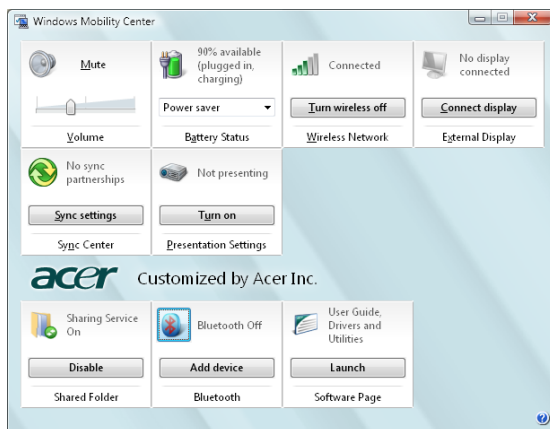 Windows Mobility Center
Mute
Volume
90% available
(plugged in,
charging)
Power saver
Battery Status
Connected
Turn wireless off
Wireless Network
No display
connected
Connect display
External Display
No sync
partnerships
Sync settings
Sync Center
Not presenting
Turn on
Presentation Settings
acer Customized by Acer Inc.
Sharing Service
On
Disable
Shared Folder
Bluetooth Off
Add device
Bluetooth
User Guide,
Drivers and
Utilities
Launch
Software Page